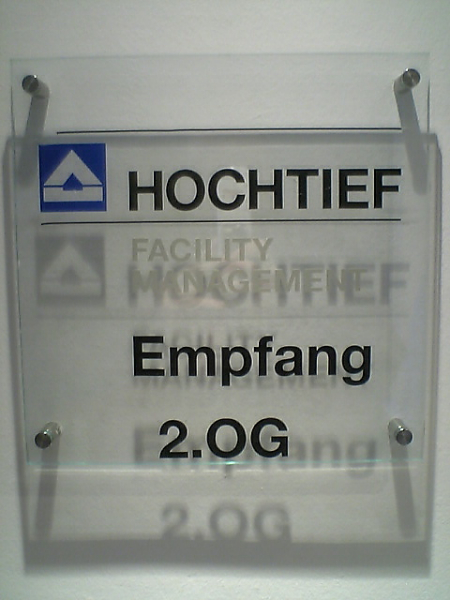 HOCHTIEF
FACILITY
MANAGEMENT
Empfang
2.OG